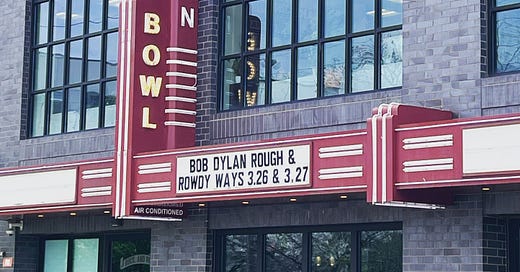 N
BOWL
BOB DYLAN ROUGH &
ROWDY WAYS 3.26 & 3.27
AIR CONDITIONED